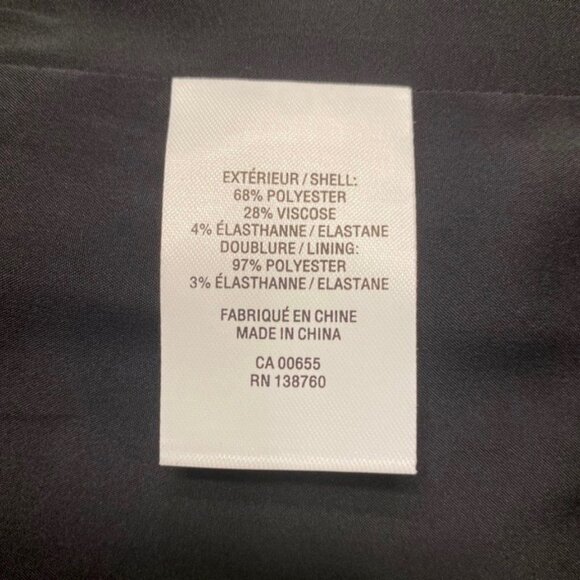 EXTÉRIEUR / SHELL:
68% POLYESTER
28% VISCOSE
4% ÉLASTHANNE / ELASTANE
DOUBLURE / LINING:
97% POLYESTER
3% ÉLASTHANNE / ELASTANE
FABRIQUÉ EN CHINE
MADE IN CHINA
CA 00655
RN 138760